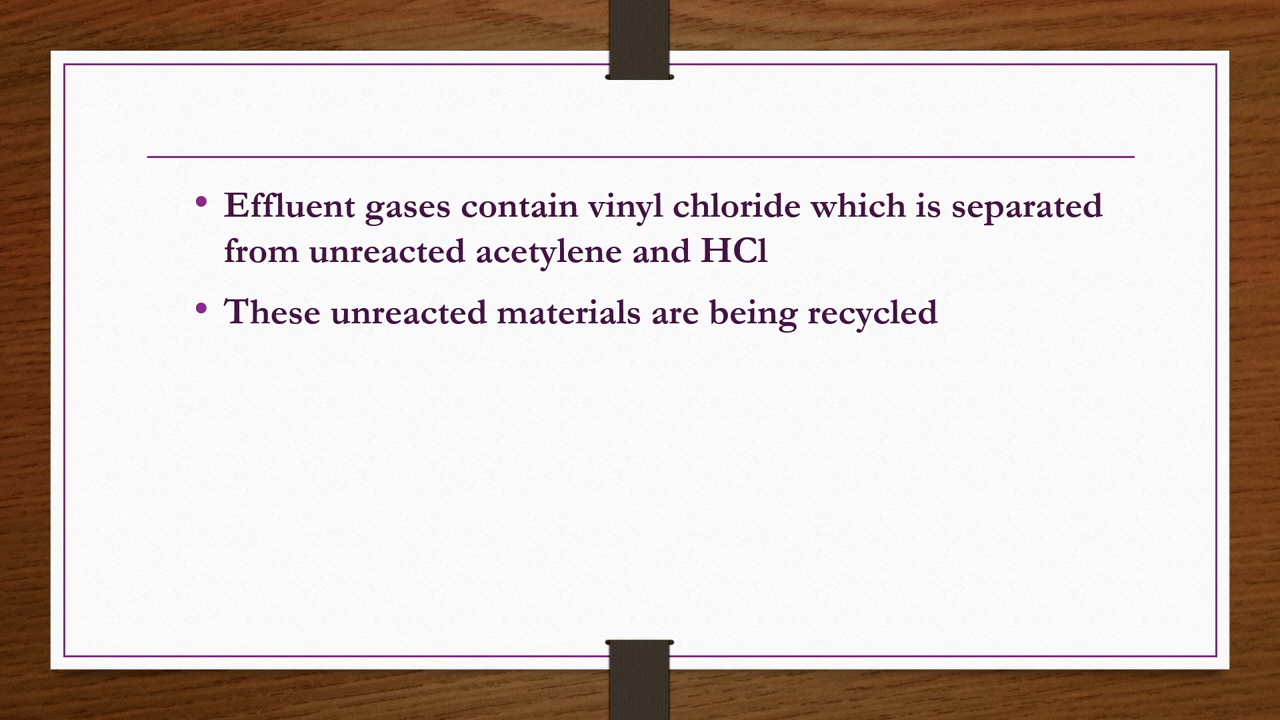 • Effluent gases contain vinyl chloride which is separated
from unreacted acetylene and HCl
• These unreacted materials are being recycled